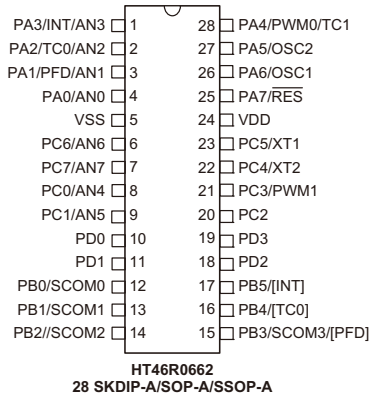 PA3/INT/AN3 1 28 PA4/PWM0/TC1
PA2/TC0/AN2 2 27 PA5/OSC2
PA1/PFD/AN1 3 26 PA6/OSC1
PA0/AN0 4 25 PA7/RES
VSS 5 24 VDD
PC6/AN6 6 23 PC5/XT1
PC7/AN7 7 22 PC4/XT2
PC0/AN4 8 21 PC3/PWM1
PC1/AN5 9 20 PC2
PD0 10 19 PD3
PD1 11 18 PD2
PB0/SCOM0 12 17 PB5/[INT]
PB1/SCOM1 13 16 PB4/[TC0]
PB2//SCOM2 14 15 PB3/SCOM3/[PFD]
HT46R0662
28 SKDIP-A/SOP-A/SSOP-A